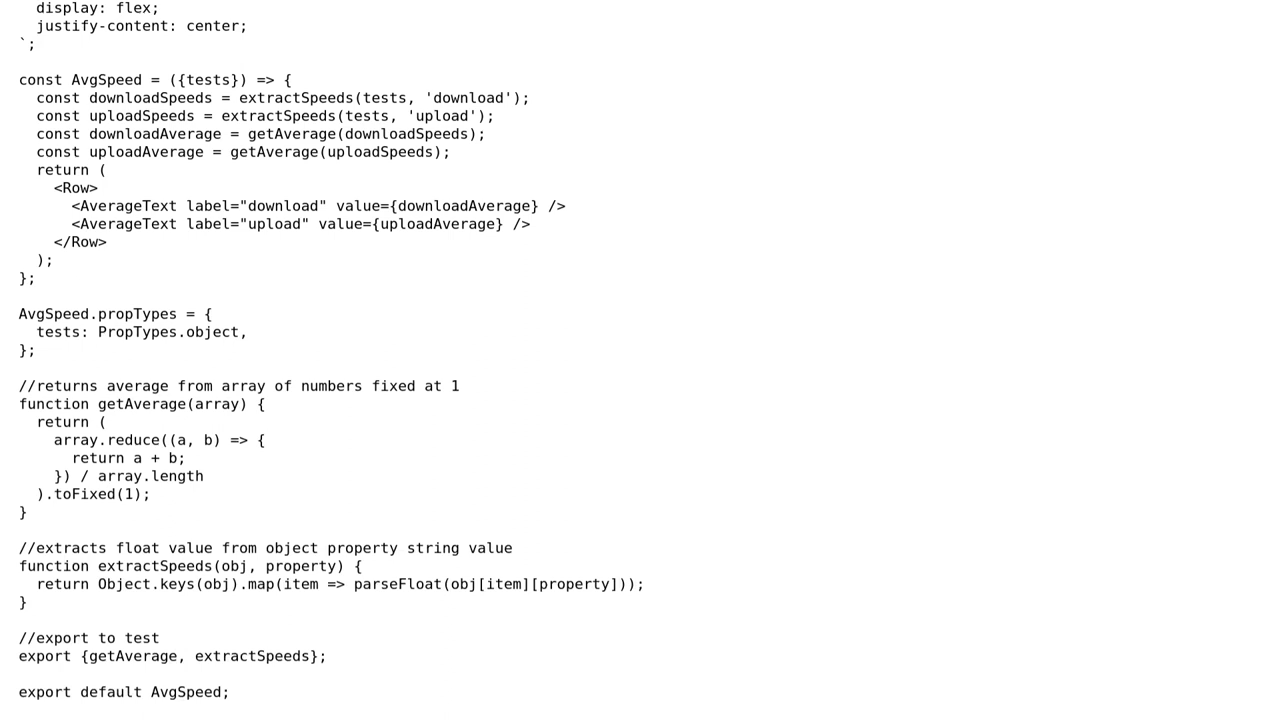 display: flex;
  justify-content: center;
`;

const AvgSpeed = ({tests}) => {
  const downloadSpeeds = extractSpeeds(tests, 'download');
  const uploadSpeeds = extractSpeeds(tests, 'upload');
  const downloadAverage = getAverage(downloadSpeeds);
  const uploadAverage = getAverage(uploadSpeeds);
  return (
    <Row>
      <AverageText label="download" value={downloadAverage} />
      <AverageText label="upload" value={uploadAverage} />
    </Row>
  );
};

AvgSpeed.propTypes = {
  tests: PropTypes.object,
};

//returns average from array of numbers fixed at 1
function getAverage(array) {
  return (
    array.reduce((a, b) => {
      return a + b;
    }) / array.length
  ).toFixed(1);
}

//extracts float value from object property string value
function extractSpeeds(obj, property) {
  return Object.keys(obj).map(item => parseFloat(obj[item][property]));
}

//export to test
export {getAverage, extractSpeeds};

export default AvgSpeed;